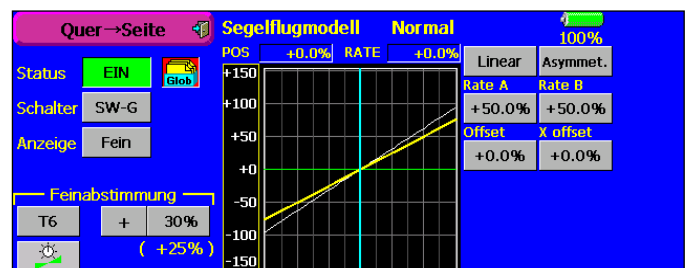 Quer→Seite
Segelflugmodell Normal
100%
POS +0.0% RATE +0.0%
Status EIN Glob
Schalter SW-G
Anzeige Fein
Feinabstimmung
T6 + 30%
( +25% )
+150
+100
+50
+0
-50
-100
-150
Linear Asymmet.
Rate A Rate B
+50.0% +50.0%
Offset X offset
+0.0% +0.0%